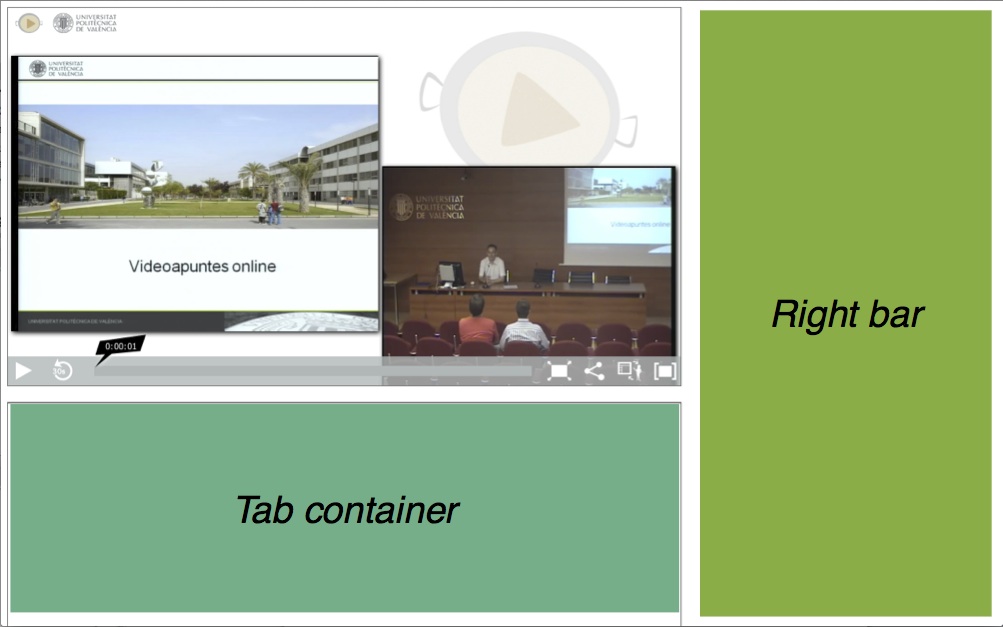 UNIVERSITAT
POLITÈCNICA
DE VALÈNCIA
UNIVERSITAT
POLITÈCNICA
DE VALÈNCIA
Videoapuntes online
UNIVERSITAT POLITÈCNICA DE VALÈNCIA
UNIVERSITAT
POLITÈCNICA
DE VALÈNCIA
Videoapuntes online
0:00:01
30s
Right bar
Tab container